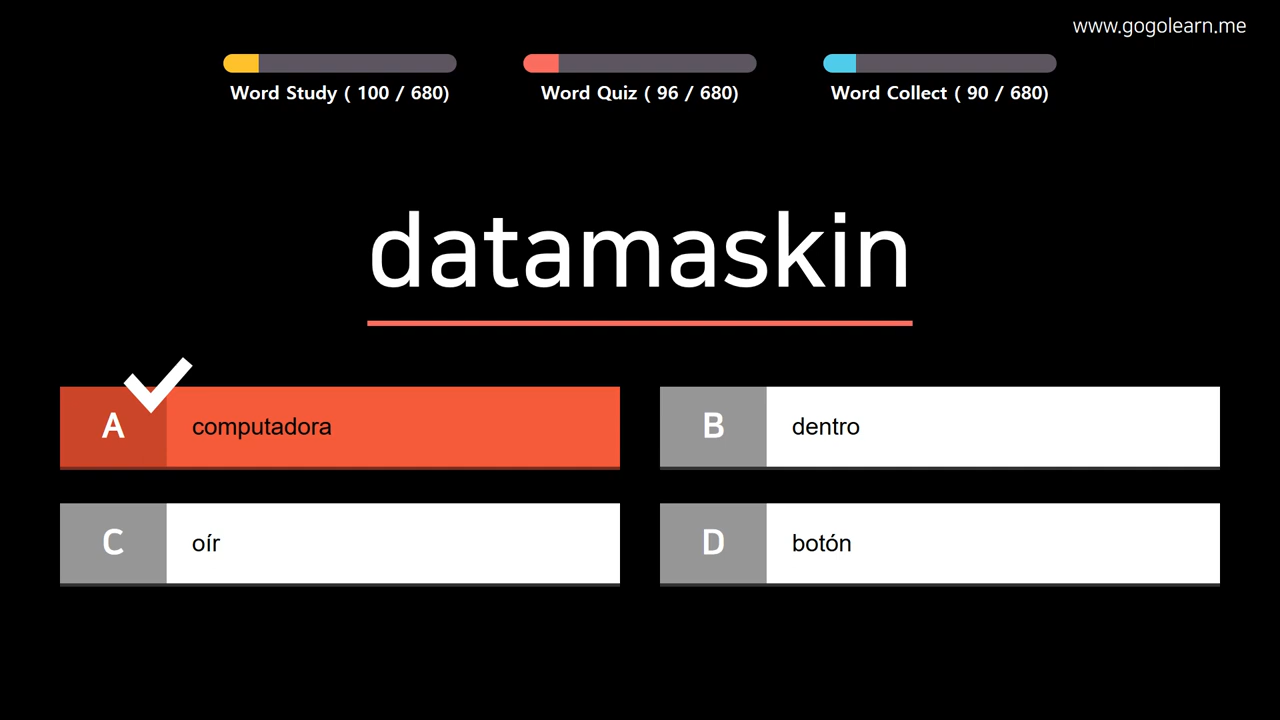 www.gogolearn.me
Word Study ( 100 / 680)
Word Quiz ( 96 / 680)
Word Collect ( 90 / 680)
datamaskin
A computadora
B dentro
C oír
D botón